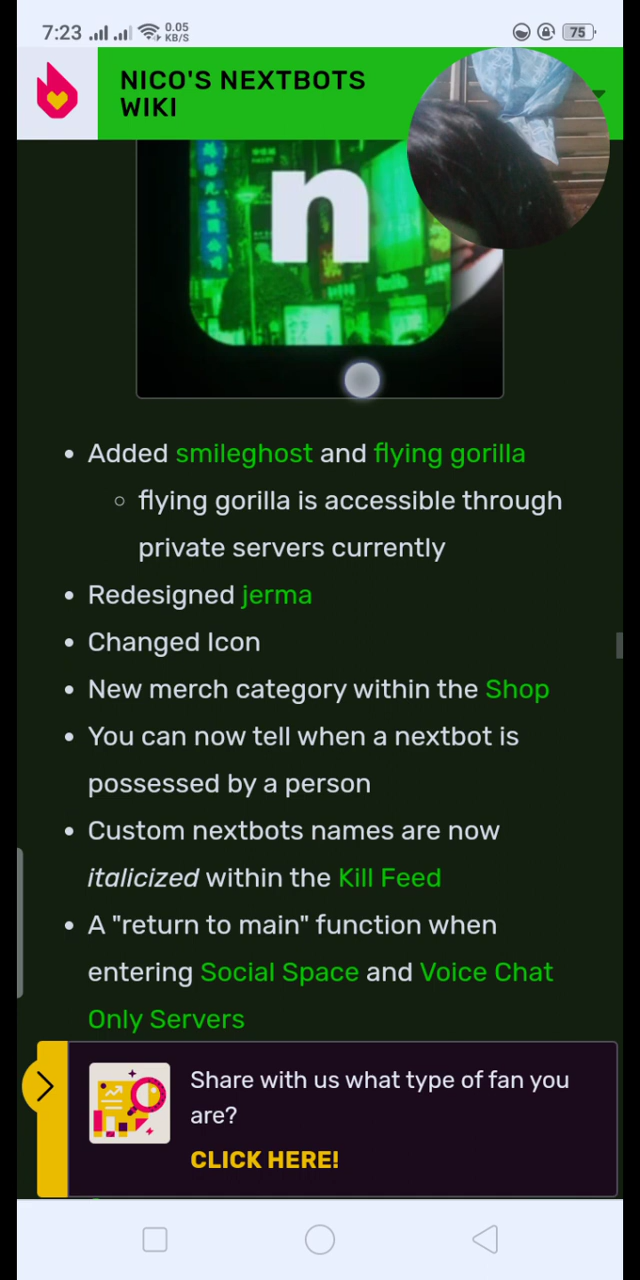 7:23 0.05 KB/S 75
NICO'S NEXTBOTS
WIKI
n
• Added smileghost and flying gorilla
○ flying gorilla is accessible through
private servers currently
• Redesigned jerma
• Changed Icon
• New merch category within the Shop
• You can now tell when a nextbot is
possessed by a person
• Custom nextbots names are now
italicized within the Kill Feed
• A "return to main" function when
entering Social Space and Voice Chat
Only Servers
Share with us what type of fan you
are?
CLICK HERE!